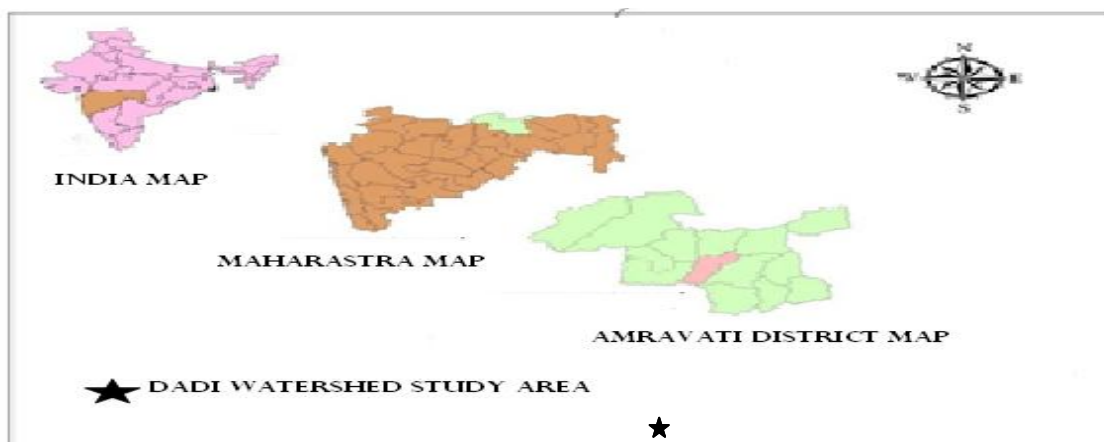 N
W E
S
INDIA MAP
MAHARASTRA MAP
AMRAVATI DISTRICT MAP
DADI WATERSHED STUDY AREA